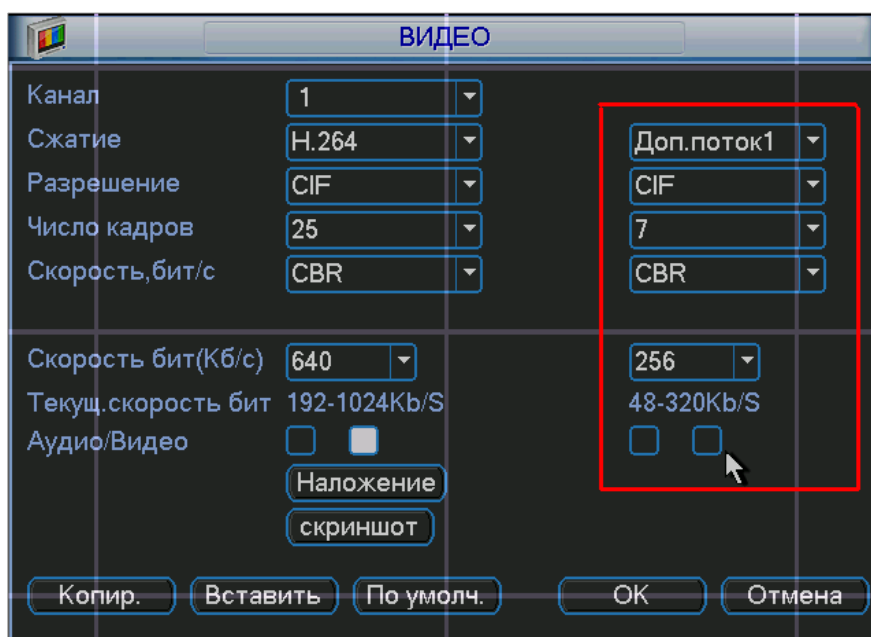 ВИДЕО
Канал 1
Сжатие H.264 Доп.поток1
Разрешение CIF CIF
Число кадров 25 7
Скорость,бит/с CBR CBR
Скорость бит(Кб/с) 640 256
Текущ.скорость бит 192-1024Kb/S 48-320Kb/S
Аудио/Видео
Наложение
скриншот
Копир. Вставить По умолч. OK Отмена